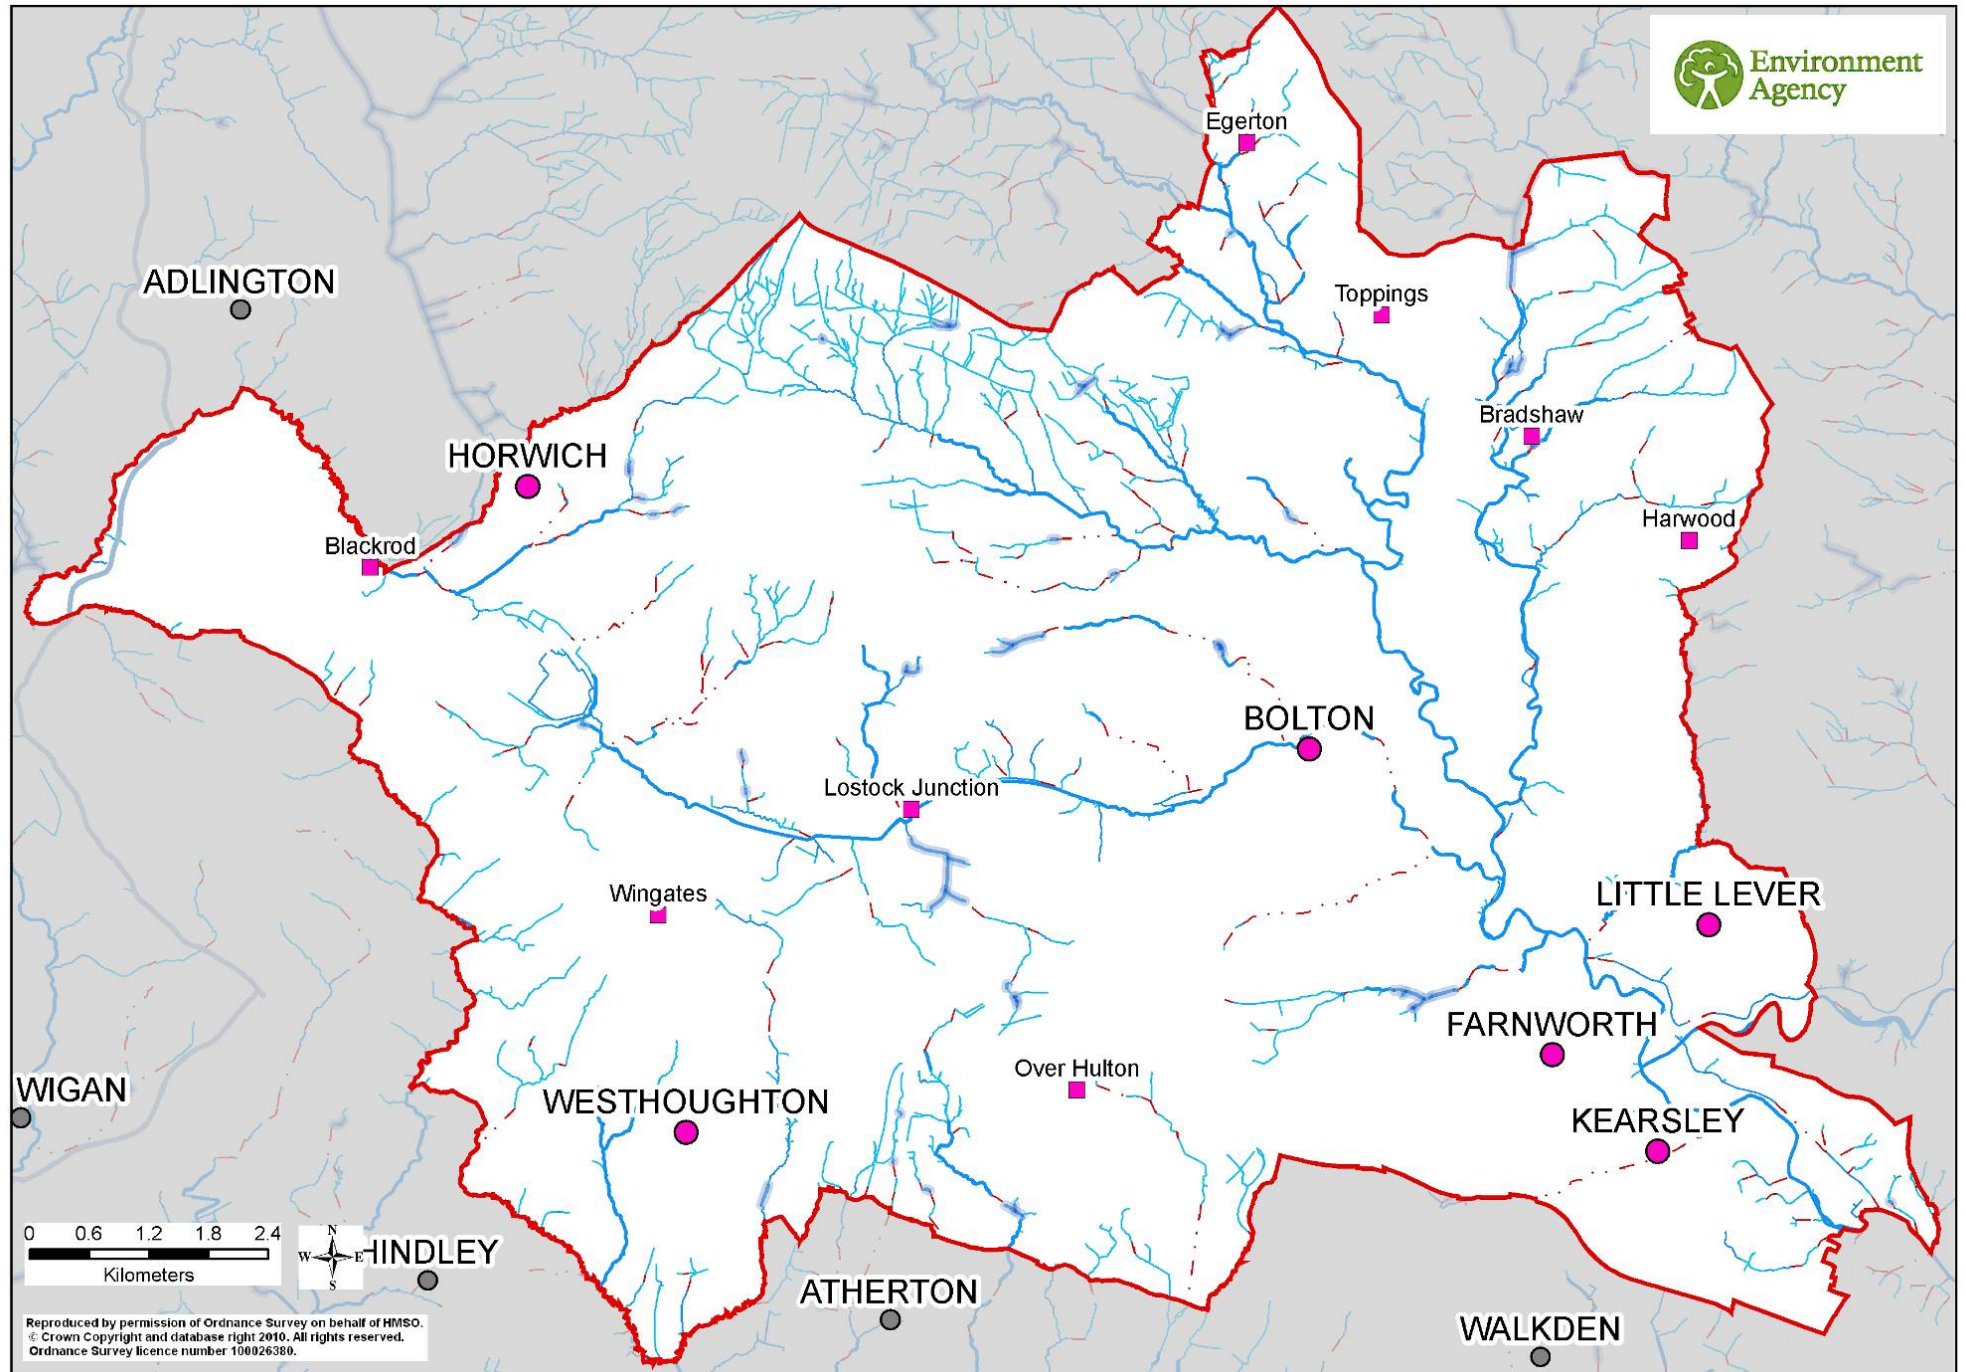 Environment
Agency
Egerton
ADLINGTON
Toppings
Bradshaw
HORWICH
Harwood
Blackrod
BOLTON
Lostock Junction
Wingates
LITTLE LEVER
FARNWORTH
Over Hulton
WIGAN
WESTHOUGHTON
KEARSLEY
0 0.6 1.2 1.8 2.4
Kilometers
N
W E
S
HINDLEY
ATHERTON
WALKDEN
Reproduced by permission of Ordnance Survey on behalf of HMSO.
© Crown Copyright and database right 2010. All rights reserved.
Ordnance Survey licence number 100026380.